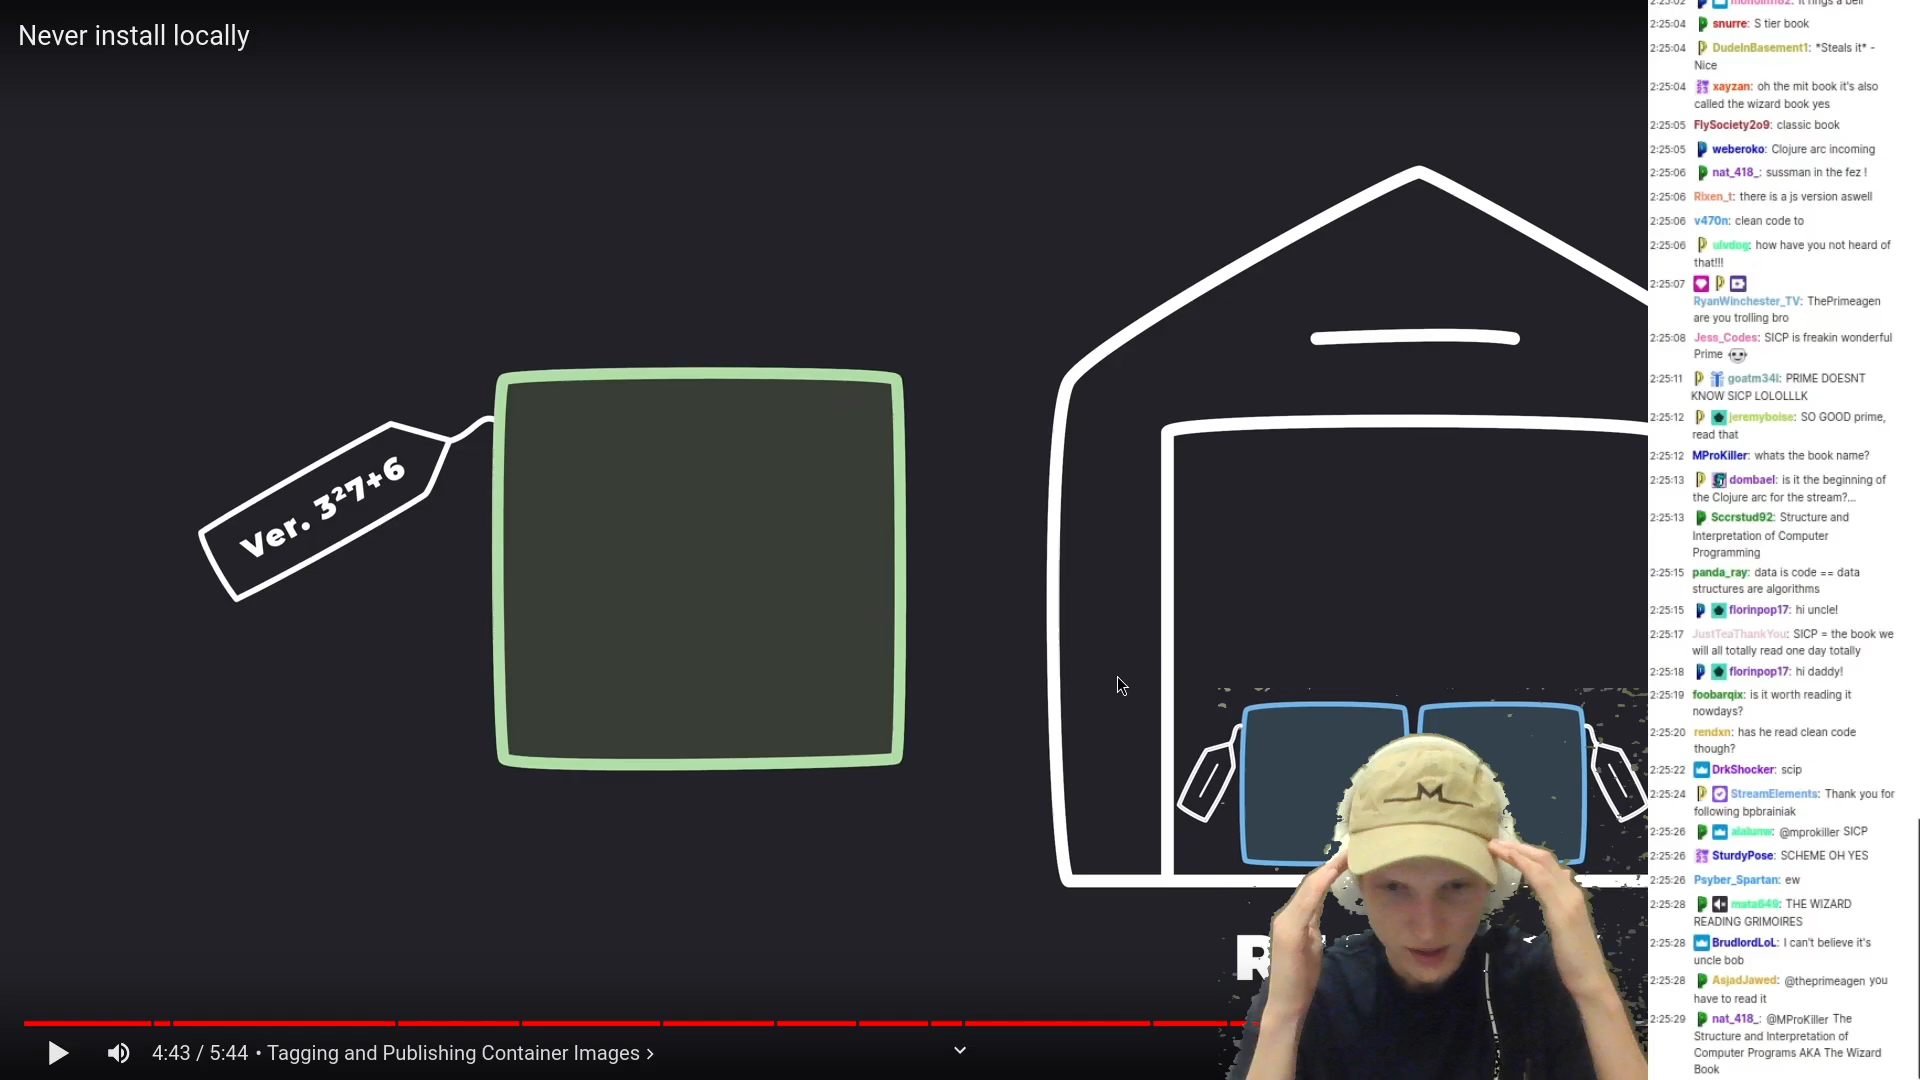 Never install locally
Ver. 3²7+6
R
4:43 / 5:44 • Tagging and Publishing Container Images
M
snurre: S tier book
2:25:04
DudeInBasement1: *Steals it* -
Nice
2:25:04
xayzan: oh the mit book it's also
called the wizard book yes
2:25:04
FlySociety2o9: classic book
2:25:05
weberoko: Clojure arc incoming
2:25:05
nat_418_: sussman in the fez !
2:25:06
Rixen_t: there is a js version aswell
2:25:06
v470n: clean code to
2:25:06
ulvdog: how have you not heard of
that!!!
2:25:06
2:25:07
RyanWinchester_TV: ThePrimeagen
are you trolling bro
2:25:08
Jess_Codes: SICP is freakin wonderful
Prime
2:25:11
goatm34l: PRIME DOESNT
KNOW SICP LOLOLLLK
2:25:12
jeremyboise: SO GOOD prime,
read that
2:25:12
MProKiller: whats the book name?
2:25:13
dombael: is it the beginning of
the Clojure arc for the stream?...
2:25:13
Sccrstud92: Structure and
Interpretation of Computer
Programming
2:25:15
panda_ray: data is code == data
structures are algorithms
2:25:15
florinpop17: hi uncle!
2:25:17
JustTeaThankYou: SICP = the book we
will all totally read one day totally
2:25:18
florinpop17: hi daddy!
2:25:19
foobarqix: is it worth reading it
nowdays?
2:25:20
rendxn: has he read clean code
though?
2:25:22
DrkShocker: scip
2:25:24
StreamElements: Thank you for
following bpbrainiak
2:25:26
@mprokiller SICP
2:25:26
SturdyPose: SCHEME OH YES
2:25:26
Psyber_Spartan: ew
2:25:28
mata649: THE WIZARD
READING GRIMOIRES
2:25:28
BrudlordLoL: I can't believe it's
uncle bob
2:25:28
AsjadJawed: @theprimeagen you
have to read it
2:25:29
nat_418_: @MProKiller The
Structure and Interpretation of
Computer Programs AKA The Wizard
Book